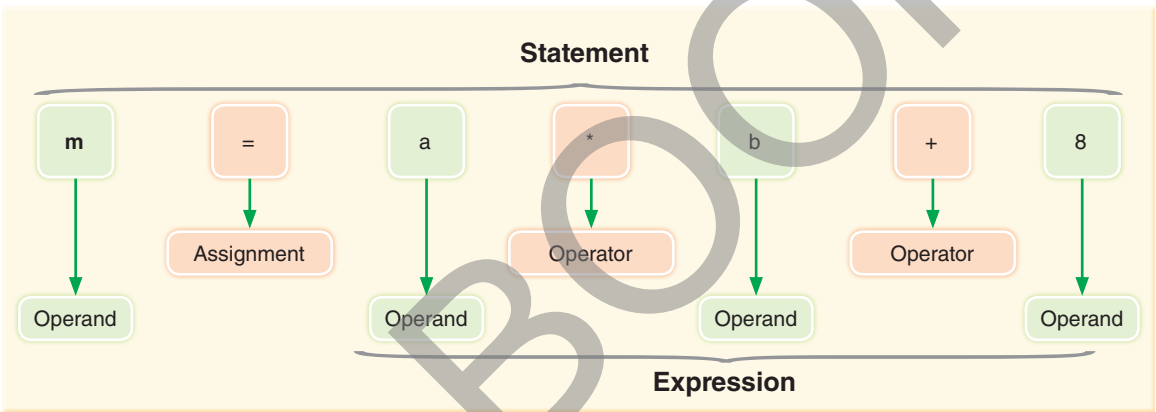 Statement
m = a * b + 8
Assignment Operator Operator
Operand Operand Operand Operand
Expression